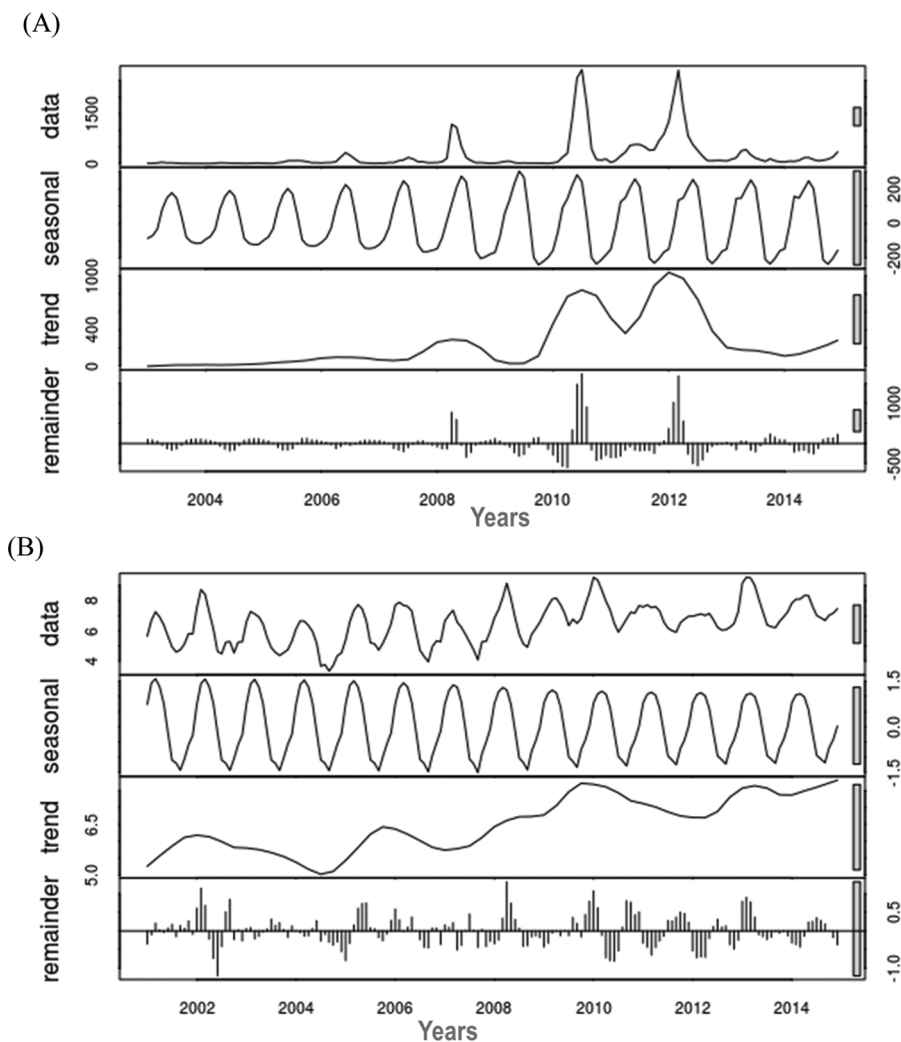 (A)
data
0 1500
seasonal
-200 0 200
trend
0 400 1000
remainder
-500 1000
2004 2006 2008 2010 2012 2014
Years
(B)
data
4 6 8
seasonal
-1.5 0.0 1.5
trend
5.0 6.5
remainder
-1.0 0.5
2002 2004 2006 2008 2010 2012 2014
Years